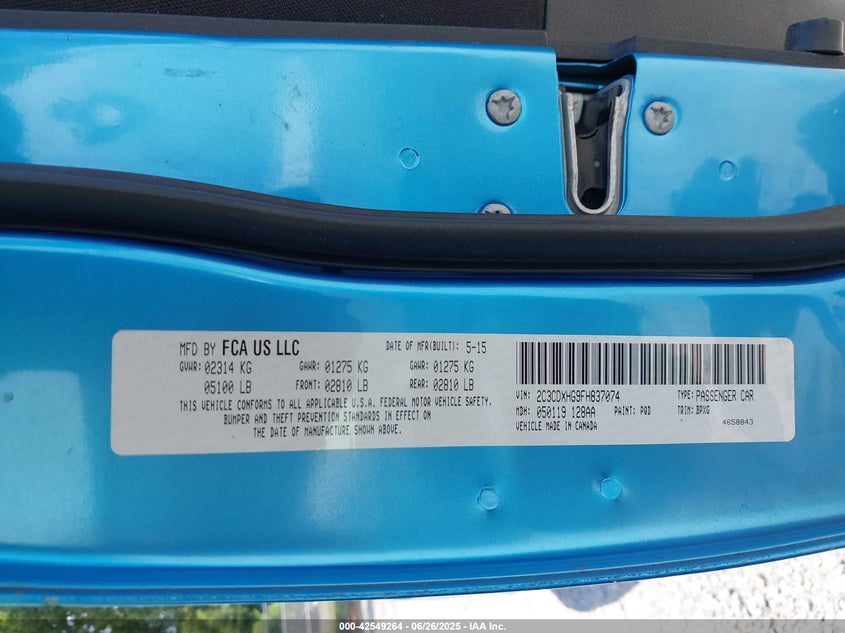 MFD BY FCA US LLC
DATE OF MFR(BUILT): 5-15
GVWR: 02314 KG GAWR: 01275 KG GAWR: 01275 KG
05100 LB FRONT: 02810 LB REAR: 02810 LB
THIS VEHICLE CONFORMS TO ALL APPLICABLE U.S.A. FEDERAL MOTOR VEHICLE SAFETY,
BUMPER AND THEFT PREVENTION STANDARDS IN EFFECT ON
THE DATE OF MANUFACTURE SHOWN ABOVE.
VIN: 2C3CDXHG9FH837074 TYPE: PASSENGER CAR
MDH: 050119 128AA PAINT: PQD TRIM: BPXG
VEHICLE MADE IN CANADA
4658843
000-42549264 - 06/26/2025 - IAA Inc.